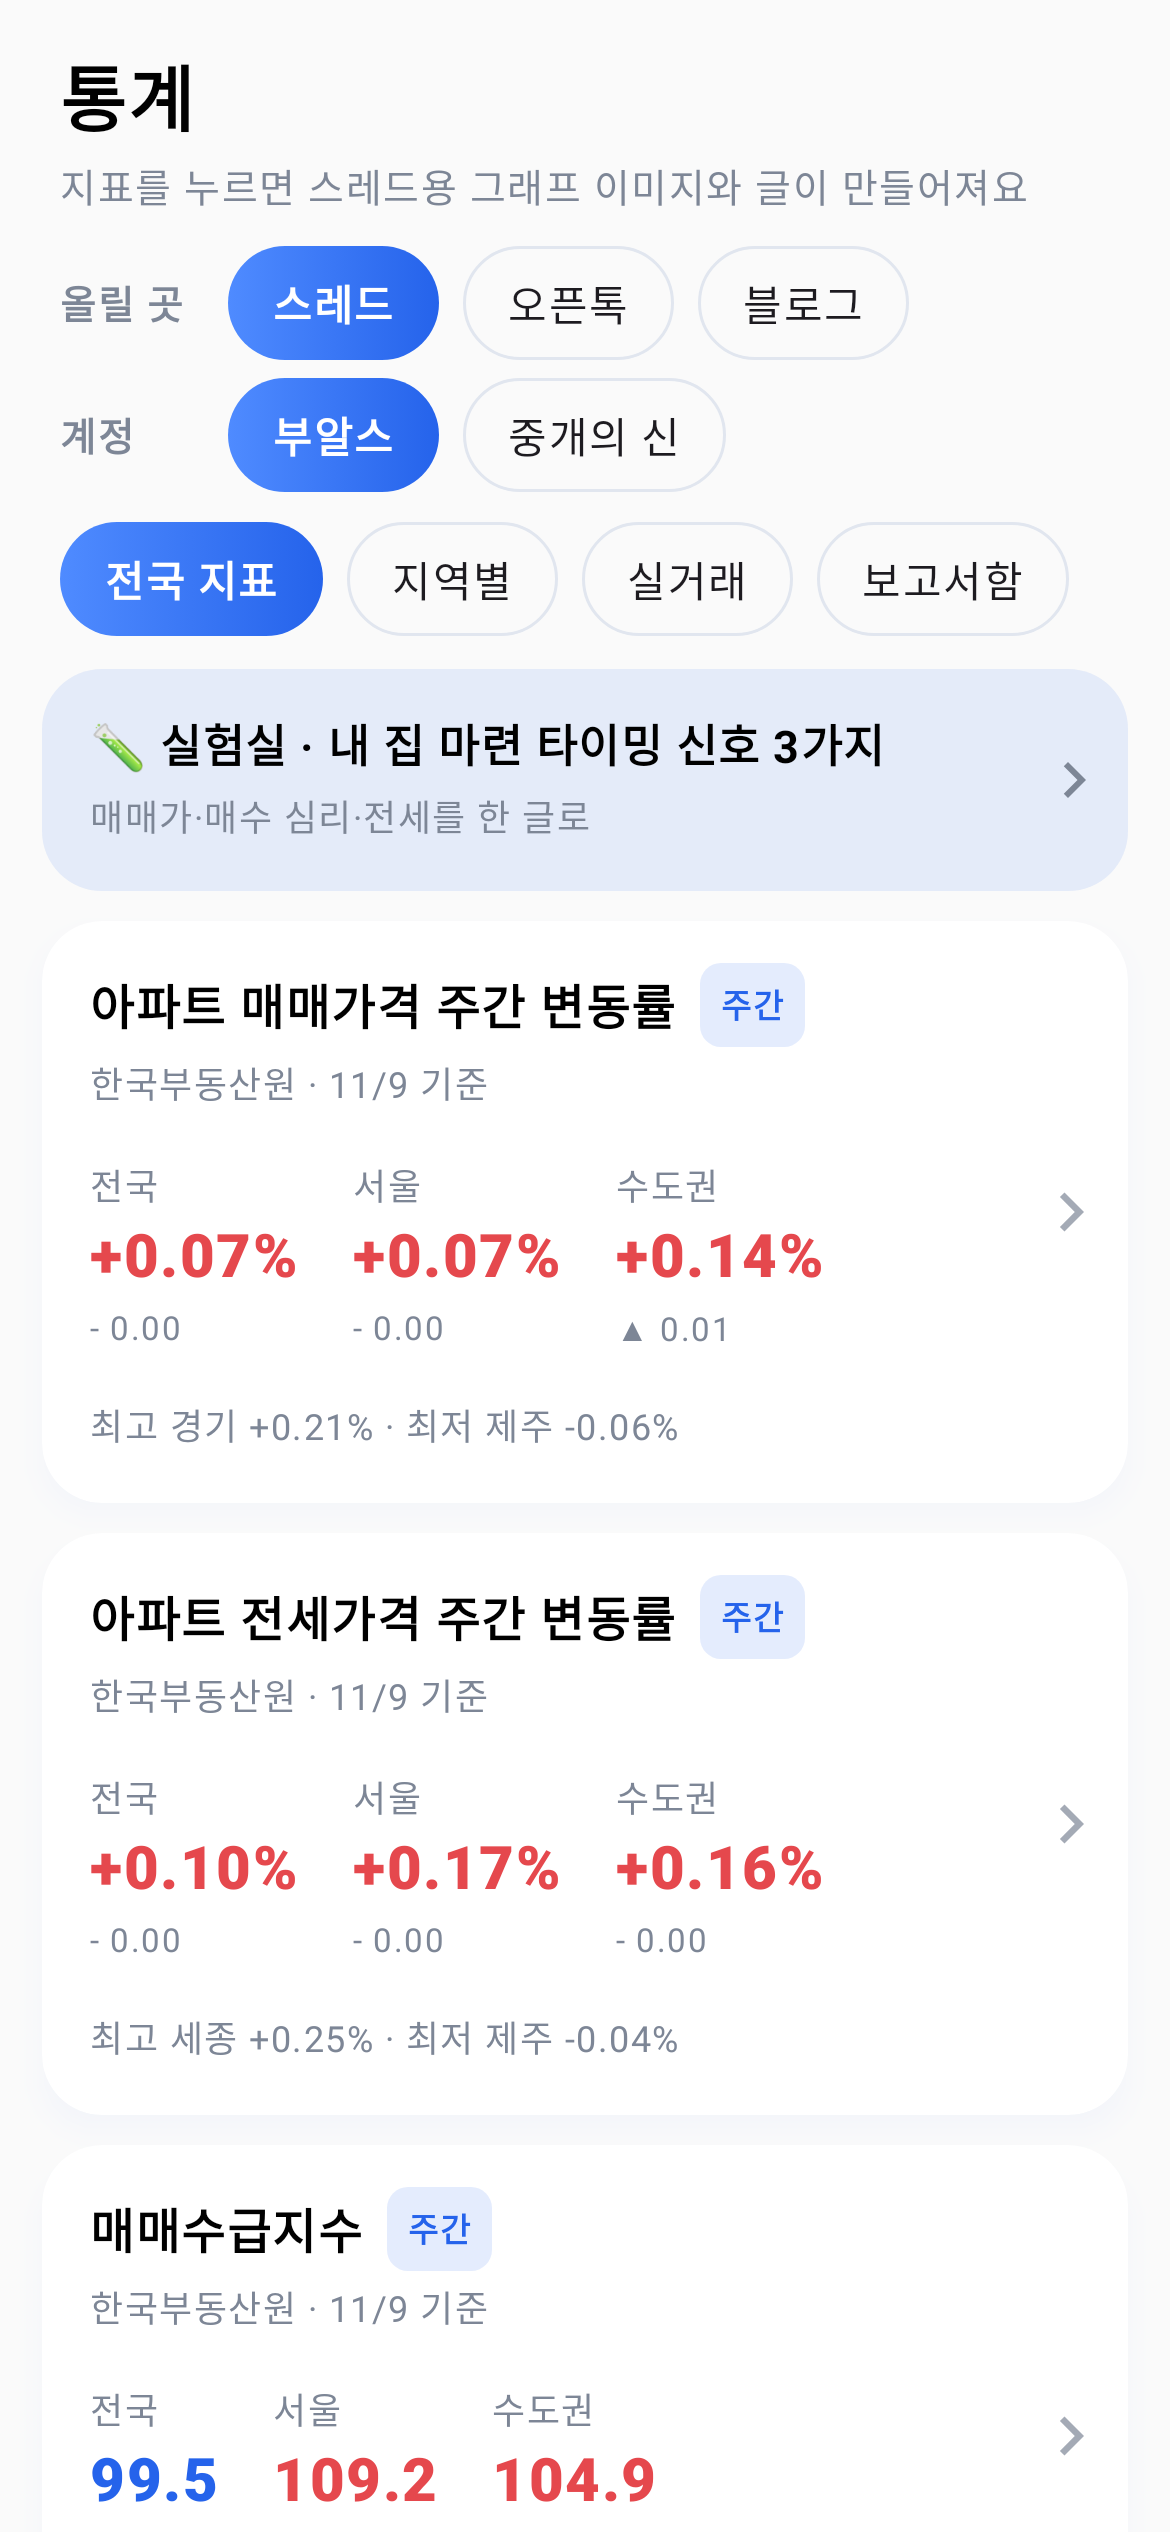 통계
지표를 누르면 스레드용 그래프 이미지와 글이 만들어져요
올릴 곳 스레드 오픈톡 블로그
계정 부알스 중개의 신
전국 지표 지역별 실거래 보고서함
실험실 · 내 집 마련 타이밍 신호 3가지
매매가·매수 심리·전세를 한 글로
아파트 매매가격 주간 변동률 주간
한국부동산원 · 11/9 기준
전국 서울 수도권
+0.07% +0.07% +0.14%
- 0.00 - 0.00 ▲ 0.01
최고 경기 +0.21% · 최저 제주 -0.06%
아파트 전세가격 주간 변동률 주간
한국부동산원 · 11/9 기준
전국 서울 수도권
+0.10% +0.17% +0.16%
- 0.00 - 0.00 - 0.00
최고 세종 +0.25% · 최저 제주 -0.04%
매매수급지수 주간
한국부동산원 · 11/9 기준
전국 서울 수도권
99.5 109.2 104.9